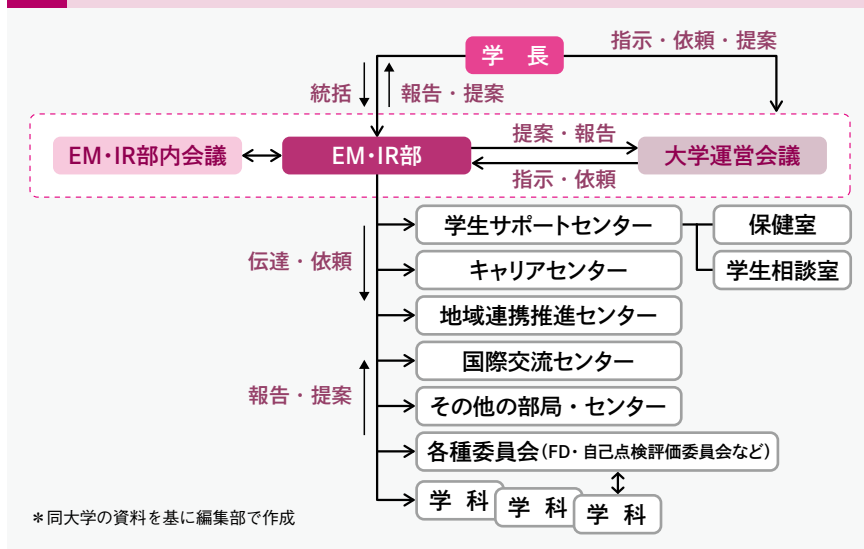 学 長
指示・依頼・提案
統括
報告・提案
EM・IR部内会議
EM・IR部
提案・報告
指示・依頼
大学運営会議
伝達・依頼
報告・提案
学生サポートセンター
保健室
学生相談室
キャリアセンター
地域連携推進センター
国際交流センター
その他の部局・センター
各種委員会(FD・自己点検評価委員会など)
学 科
学 科
学 科
＊同大学の資料を基に編集部で作成